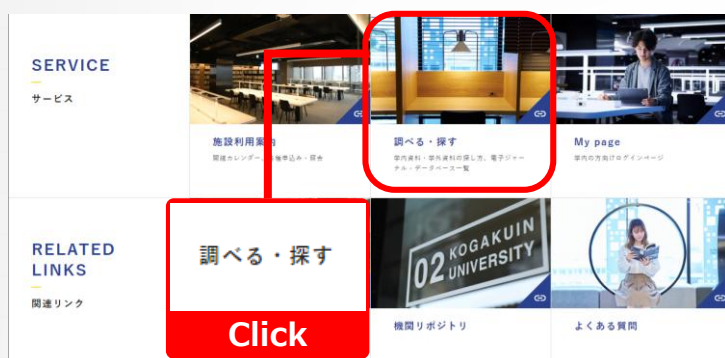 SERVICE
サービス
施設利用案内
調べる・探す
学内資料・学外資料の探し方、電子ジャー
ナル・データベース一覧
My page
学内の方向けログインページ
RELATED
LINKS
関連リンク
調べる・探す
Click
02 KOGAKUIN
UNIVERSITY
機関リポジトリ
よくある質問